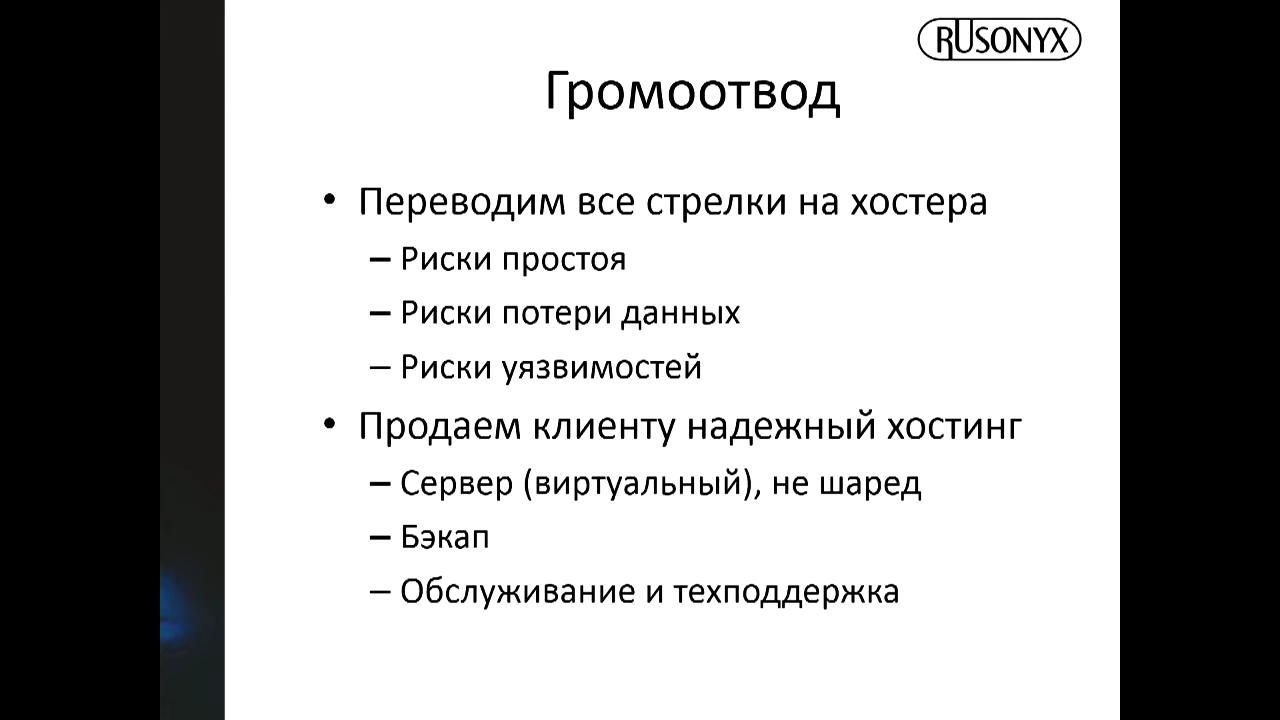 RUSONYX
Громоотвод
• Переводим все стрелки на хостера
– Риски простоя
– Риски потери данных
– Риски уязвимостей
• Продаем клиенту надежный хостинг
– Сервер (виртуальный), не шаред
– Бэкап
– Обслуживание и техподдержка